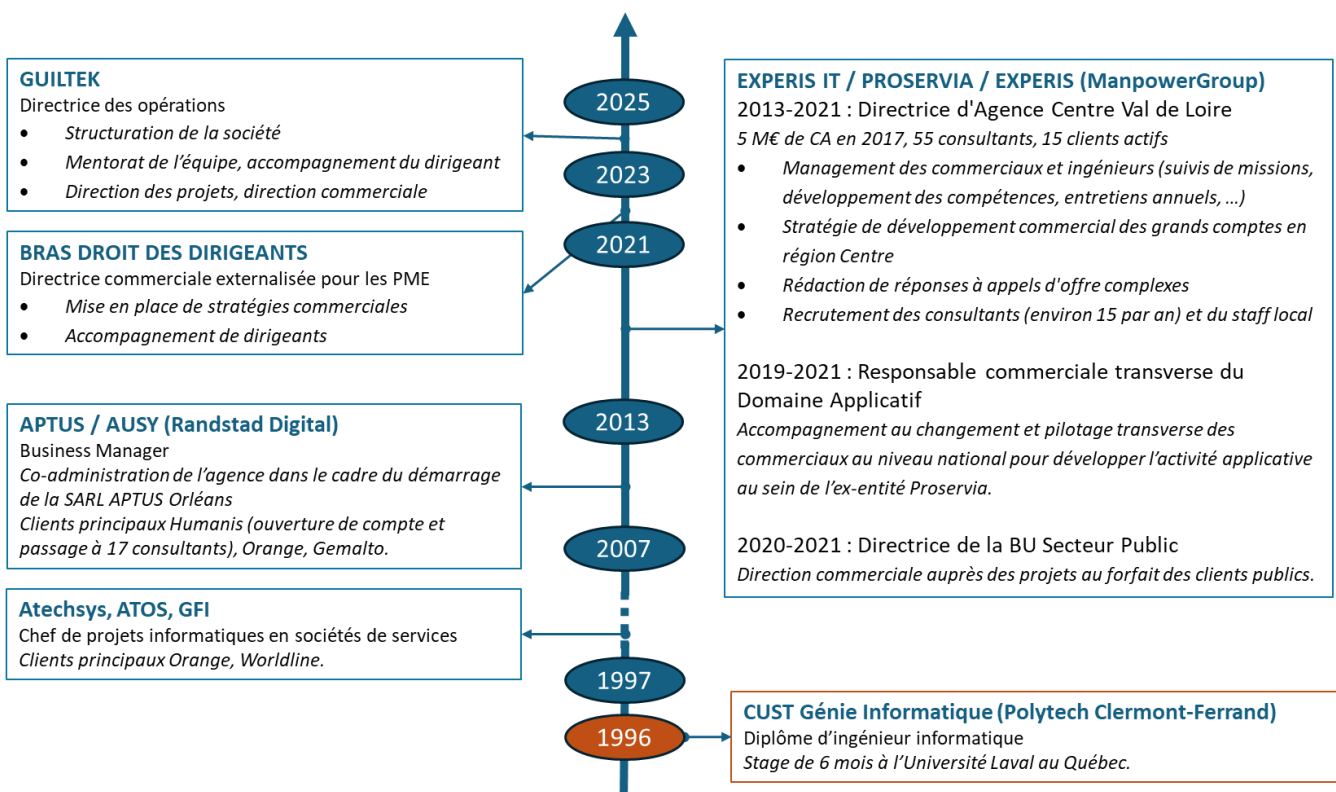 GUILTEK
Directrice des opérations
• Structuration de la société
• Mentorat de l’équipe, accompagnement du dirigeant
• Direction des projets, direction commerciale
BRAS DROIT DES DIRIGEANTS
Directrice commerciale externalisée pour les PME
• Mise en place de stratégies commerciales
• Accompagnement de dirigeants
APTUS / AUSY (Randstad Digital)
Business Manager
Co-administration de l’agence dans le cadre du démarrage
de la SARL APTUS Orléans
Clients principaux Humanis (ouverture de compte et
passage à 17 consultants), Orange, Gemalto.
Atechsys, ATOS, GFI
Chef de projets informatiques en sociétés de services
Clients principaux Orange, Worldline.
2025
2023
2021
2013
2007
1997
1996
EXPERIS IT / PROSERVIA / EXPERIS (ManpowerGroup)
2013-2021 : Directrice d'Agence Centre Val de Loire
5 M€ de CA en 2017, 55 consultants, 15 clients actifs
• Management des commerciaux et ingénieurs (suivis de missions,
développement des compétences, entretiens annuels, …)
• Stratégie de développement commercial des grands comptes en
région Centre
• Rédaction de réponses à appels d'offre complexes
• Recrutement des consultants (environ 15 par an) et du staff local
2019-2021 : Responsable commerciale transverse du
Domaine Applicatif
Accompagnement au changement et pilotage transverse des
commerciaux au niveau national pour développer l’activité applicative
au sein de l’ex-entité Proservia.
2020-2021 : Directrice de la BU Secteur Public
Direction commerciale auprès des projets au forfait des clients publics.
CUST Génie Informatique (Polytech Clermont-Ferrand)
Diplôme d’ingénieur informatique
Stage de 6 mois à l’Université Laval au Québec.